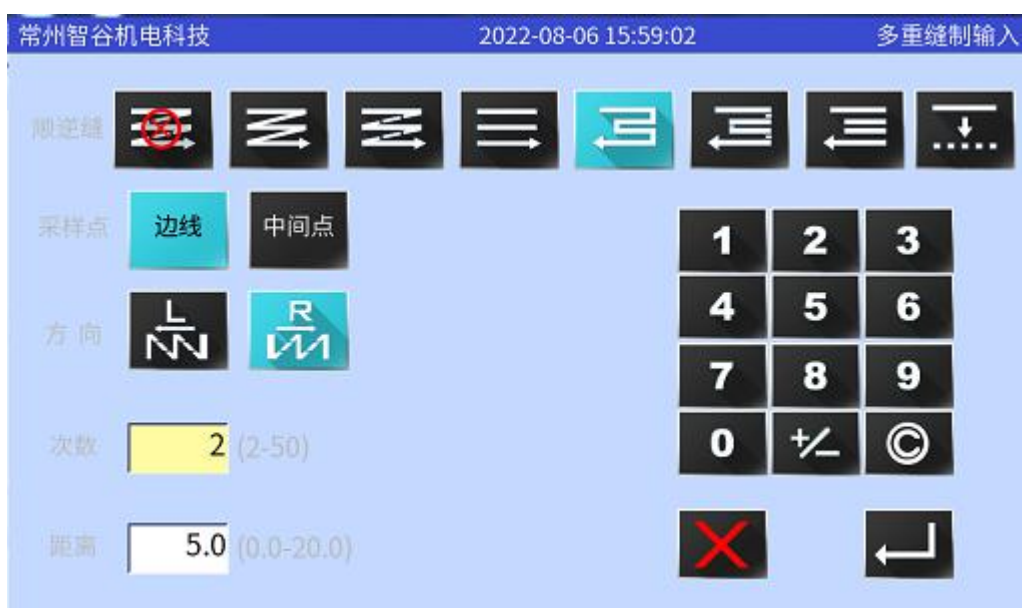 常州智谷机电科技 2022-08-06 15:59:02 多重缝制输入
顺逆缝
采样点 边线 中间点
1 2 3
方向 L R
4 5 6
7 8 9
次数 2 (2-50)
0 +/- ©
距离 5.0 (0.0-20.0)